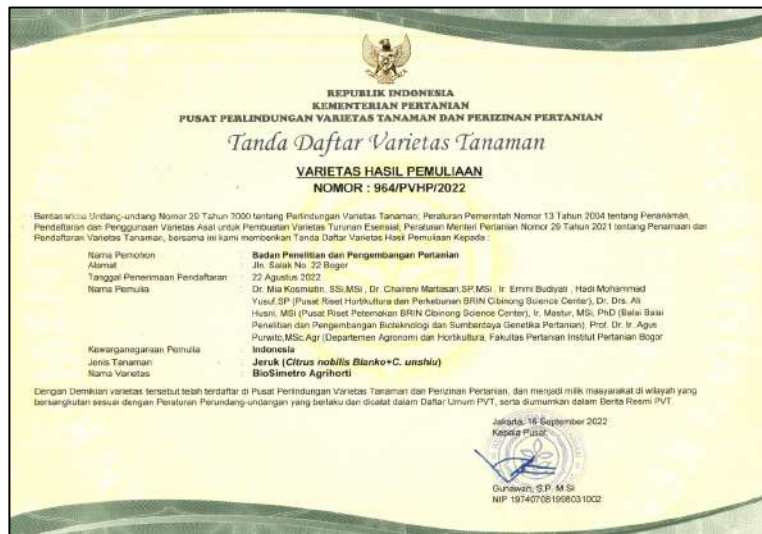 REPUBLIK INDONESIA
KEMENTERIAN PERTANIAN
PUSAT PERLINDUNGAN VARIETAS TANAMAN DAN PERIZINAN PERTANIAN
Tanda Daftar Varietas Tanaman
VARIETAS HASIL PEMULIAAN
NOMOR : 964/PVHP/2022
Berdasarkan Undang-undang Nomor 29 Tahun 2000 tentang Perlindungan Varietas Tanaman; Peraturan Pemerintah Nomor 13 Tahun 2004 tentang Penamaan,
Pendaftaran dan Penggunaan Varietas Asal untuk Pembuatan Varietas Turunan Esensial; Peraturan Menteri Pertanian Nomor 29 Tahun 2021 tentang Penamaan dan
Pendaftaran Varietas Tanaman, bersama ini kami memberikan Tanda Daftar Varietas Hasil Pemuliaan Kepada :
Nama Pemohon : Badan Penelitian dan Pengembangan Pertanian
Alamat : Jln. Salak No. 22 Bogor
Tanggal Penerimaan Pendaftaran : 22 Agustus 2022
Nama Pemulia : Dr. Mia Kosmiatin, SSi,MSi , Dr. Chaireni Martasari,SP,MSi , Ir. Emmi Budiyati , Hadi Mohammad
Yusuf,SP (Pusat Riset Hortikultura dan Perkebunan BRIN Cibinong Science Center), Dr. Drs. Ali
Husni, MSi (Pusat Riset Peternakan BRIN Cibinong Science Center), Ir. Mastur, MSi, PhD (Balai Besar
Penelitian dan Pengembangan Bioteknologi dan Sumberdaya Genetika Pertanian), Prof. Dr. Ir. Agus
Purwito,MSc.Agr (Departemen Agronomi dan Hortikultura, Fakultas Pertanian Institut Pertanian Bogor
Kewarganegaraan Pemulia : Indonesia
Jenis Tanaman : Jeruk (Citrus nobilis Blanko+C. unshiu)
Nama Varietas : BioSimetro Agrihorti
Dengan Demikian varietas tersebut telah terdaftar di Pusat Perlindungan Varietas Tanaman dan Perizinan Pertanian, dan menjadi milik masyarakat di wilayah yang
bersangkutan sesuai dengan Peraturan Perundang-undangan yang berlaku dan dicatat dalam Daftar Umum PVT, serta diumumkan dalam Berita Resmi PVT.
Jakarta, 16 September 2022
Kepala Pusat,
Gunawan, S.P. M.Si
NIP 197407081998031002